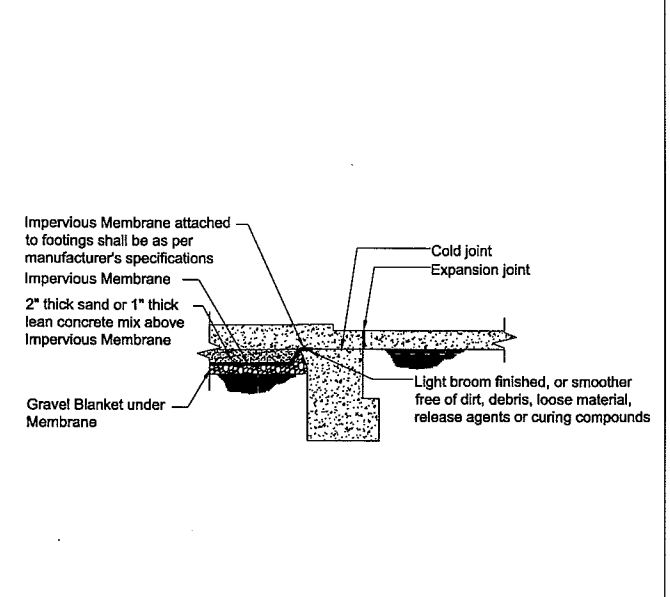 Impervious Membrane attached
to footings shall be as per
manufacturer's specifications
Impervious Membrane
2" thick sand or 1" thick
lean concrete mix above
Impervious Membrane
Gravel Blanket under
Membrane
Cold joint
Expansion joint
Light broom finished, or smoother
free of dirt, debris, loose material,
release agents or curing compounds